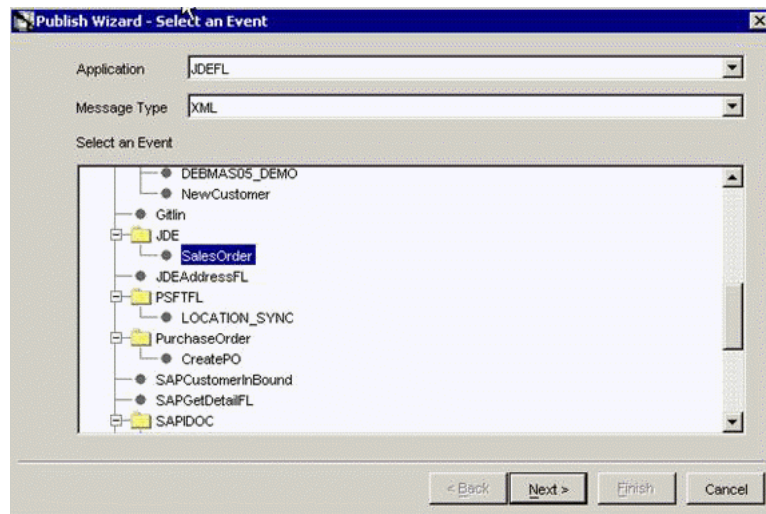 Publish Wizard - Select an Event
Application JDEFL
Message Type XML
Select an Event
DEBMAS05_DEMO
NewCustomer
Gitlin
JDE
SalesOrder
JDEAddressFL
PSFTFL
LOCATION_SYNC
PurchaseOrder
CreatePO
SAPCustomerInBound
SAPGetDetailFL
SAPIDOC
< Back Next > Finish Cancel